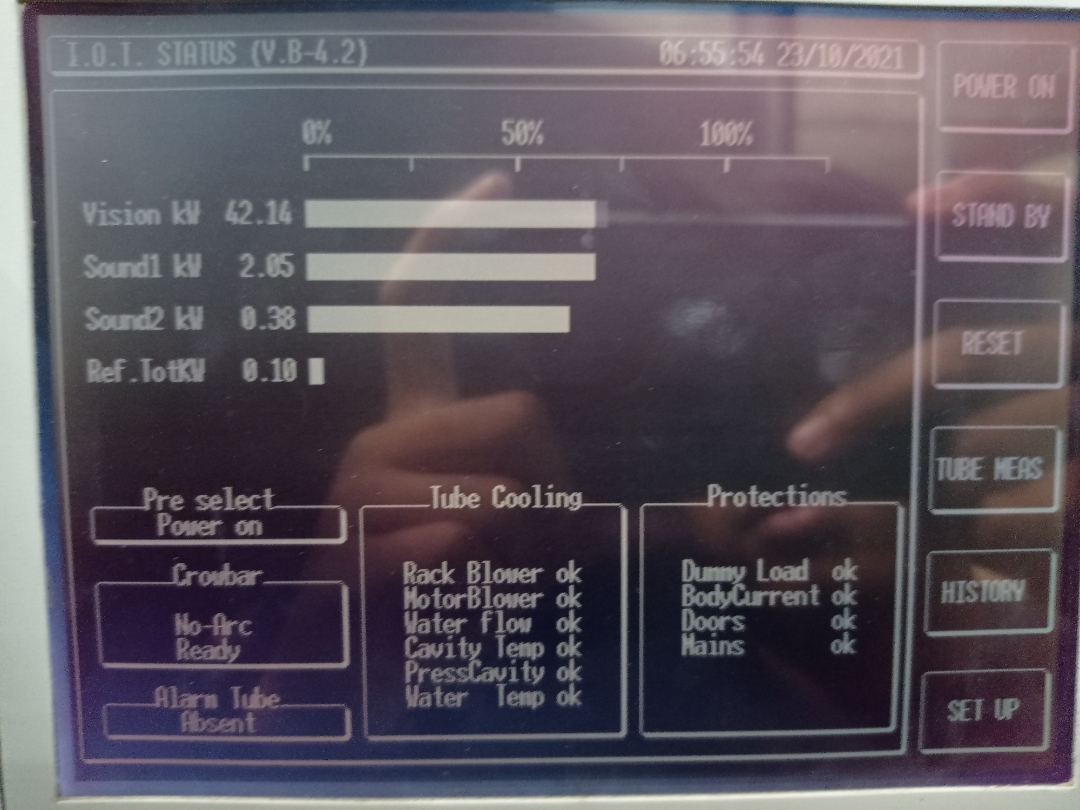 I.O.T. STATUS (V.B-4.2) 06:55:54 23/10/2021
0% 50% 100%
Vision kW 42.14
Sound1 kW 2.05
Sound2 kW 0.38
Ref.TotKW 0.10
Pre select
Power on
Crowbar
No-Arc
Ready
Alarm Tube
Absent
Tube Cooling
Rack Blower ok
MotorBlower ok
Water flow ok
Cavity Temp ok
PressCavity ok
Water Temp ok
Protections
Dummy Load ok
BodyCurrent ok
Doors ok
Mains ok
POWER ON
STAND BY
RESET
TUBE MEAS
HISTORY
SET UP